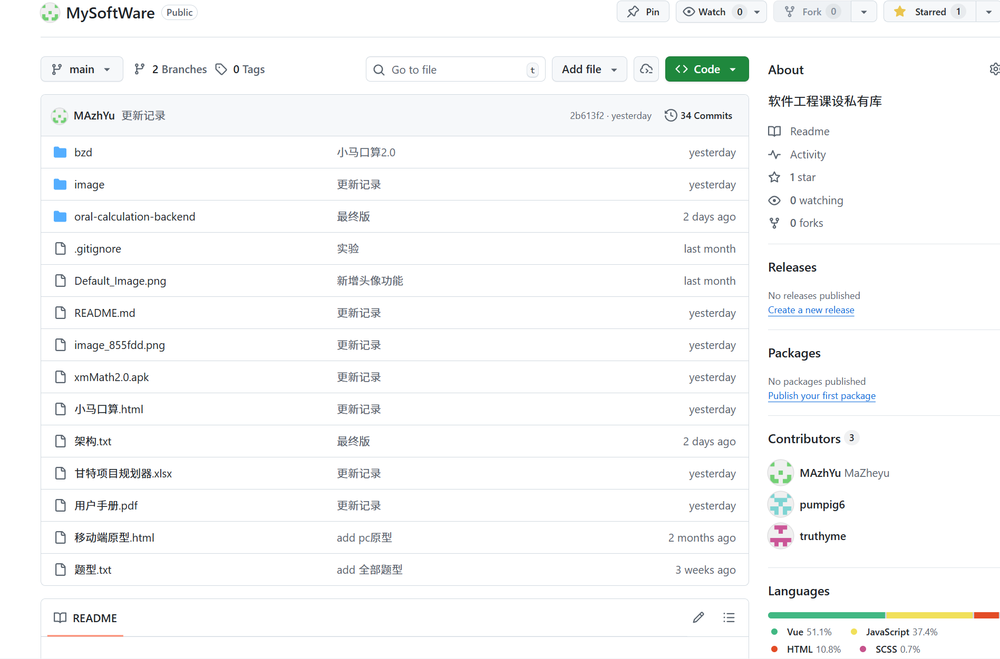 MySoftWare Public Pin Watch 0 Fork 0 Starred 1
main 2 Branches 0 Tags Go to file t Add file Code
MAzhYu 更新记录 2b613f2 · yesterday 34 Commits
bzd 小马口算2.0 yesterday
image 更新记录 yesterday
oral-calculation-backend 最终版 2 days ago
.gitignore 实验 last month
Default_Image.png 新增头像功能 last month
README.md 更新记录 yesterday
image_855fdd.png 更新记录 yesterday
xmMath2.0.apk 更新记录 yesterday
小马口算.html 更新记录 yesterday
架构.txt 最终版 2 days ago
甘特项目规划器.xlsx 更新记录 yesterday
用户手册.pdf 更新记录 yesterday
移动端原型.html add pc原型 2 months ago
题型.txt add 全部题型 3 weeks ago
README
About
软件工程课设私有库
Readme
Activity
1 star
0 watching
0 forks
Releases
No releases published
Create a new release
Packages
No packages published
Publish your first package
Contributors 3
MAzhYu MaZheyu
pumpig6
truthyme
Languages
Vue 51.1% JavaScript 37.4%
HTML 10.8% SCSS 0.7%